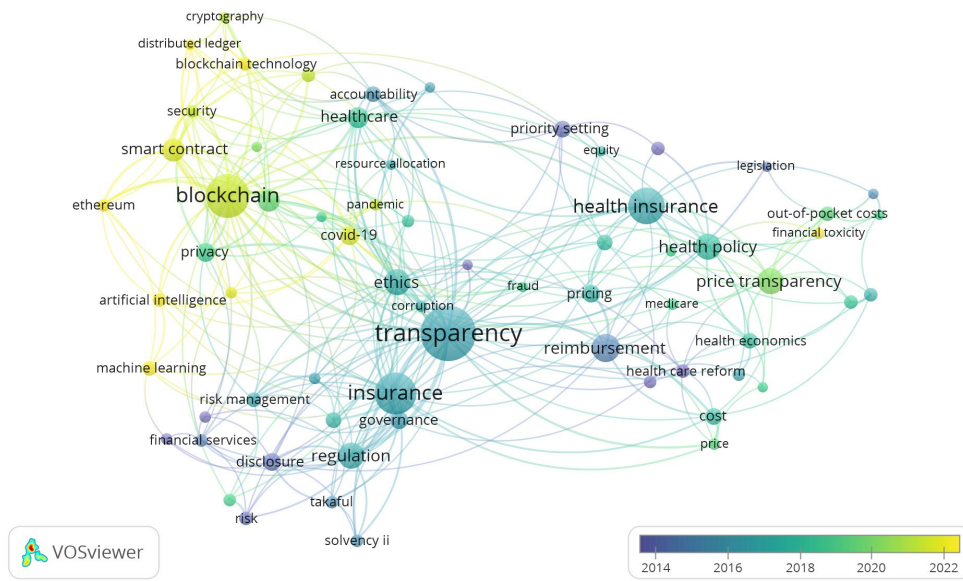 cryptography
distributed ledger
blockchain technology
accountability
security
healthcare
priority setting
smart contract
equity
resource allocation
legislation
blockchain
ethereum
pandemic
health insurance
out-of-pocket costs
covid-19
financial toxicity
privacy
health policy
ethics
price transparency
fraud
artificial intelligence
corruption
pricing
medicare
transparency
reimbursement
health economics
machine learning
health care reform
insurance
risk management
governance
cost
financial services
price
disclosure
regulation
takaful
risk
solvency ii
VOSviewer
2014 2016 2018 2020 2022